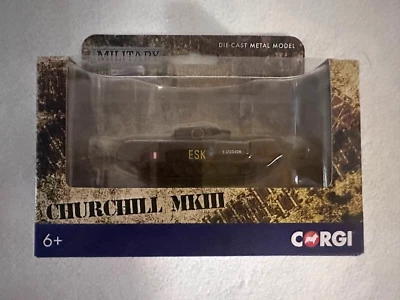 DIE-CAST METAL MODEL
MILITARY
ESK
CHURCHILL MKIII
6+
CORGI